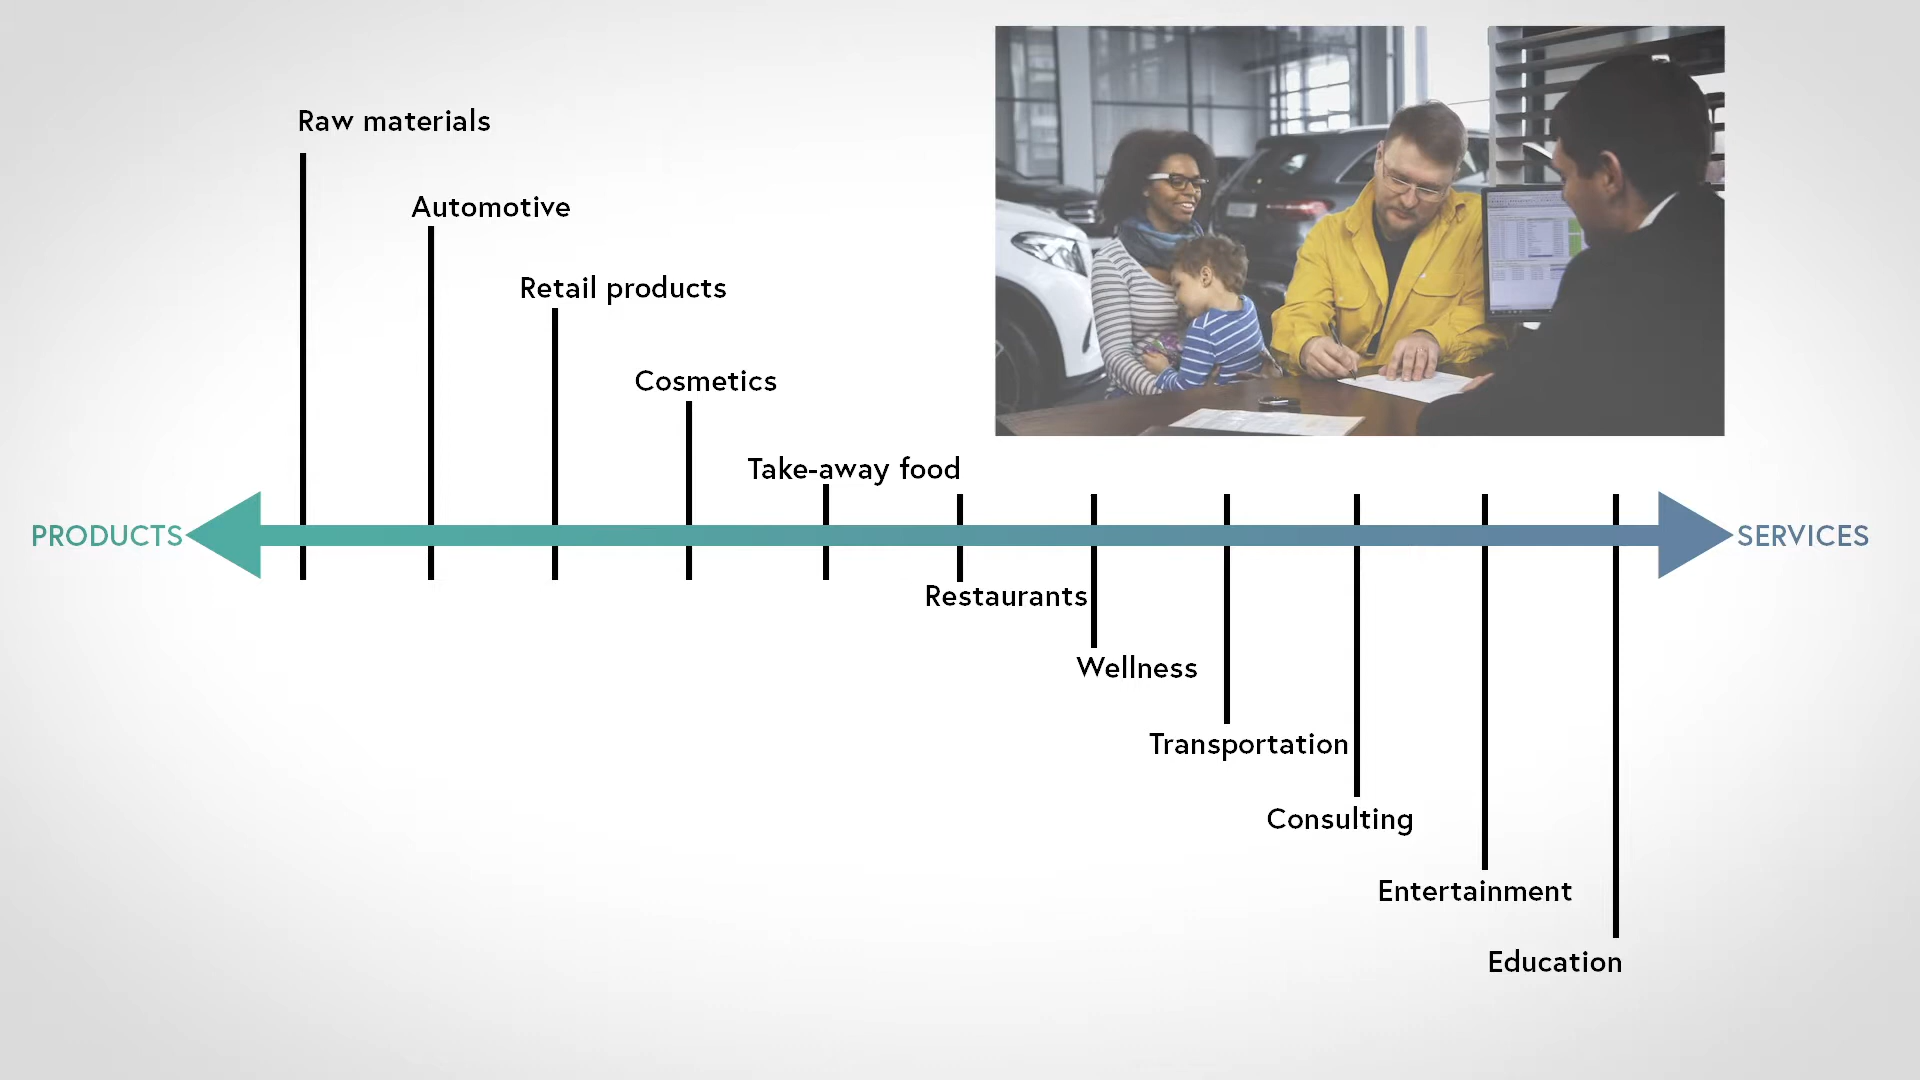 Raw materials
Automotive
Retail products
Cosmetics
Take-away food
PRODUCTS
SERVICES
Restaurants
Wellness
Transportation
Consulting
Entertainment
Education